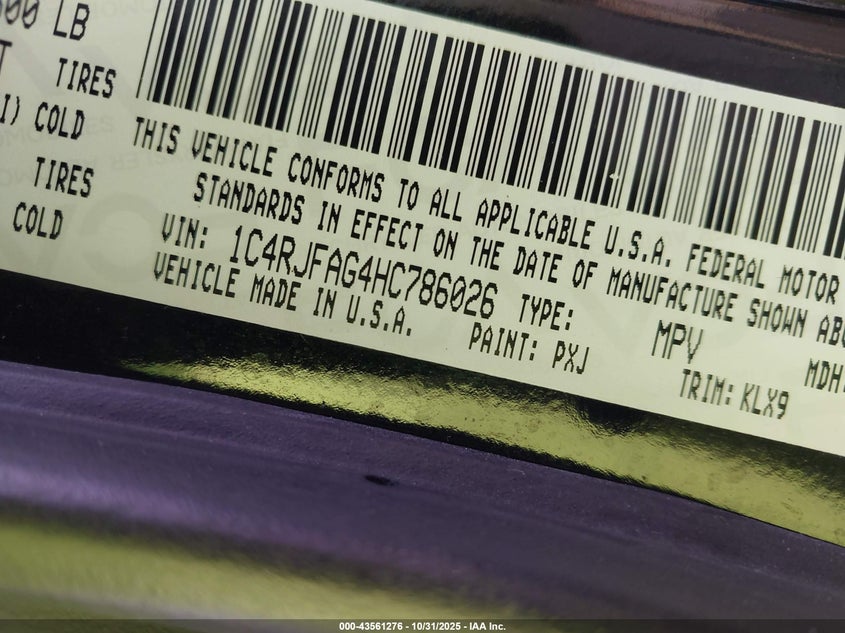 00 LB
TIRES
COLD
TIRES
COLD
THIS VEHICLE CONFORMS TO ALL APPLICABLE U.S.A. FEDERAL MOTOR
STANDARDS IN EFFECT ON THE DATE OF MANUFACTURE SHOWN ABO
VIN: 1C4RJFAG4HC786026 TYPE: MPV MDH
VEHICLE MADE IN U.S.A. PAINT: PXJ TRIM: KLX9
000-43561276 - 10/31/2025 - IAA Inc.